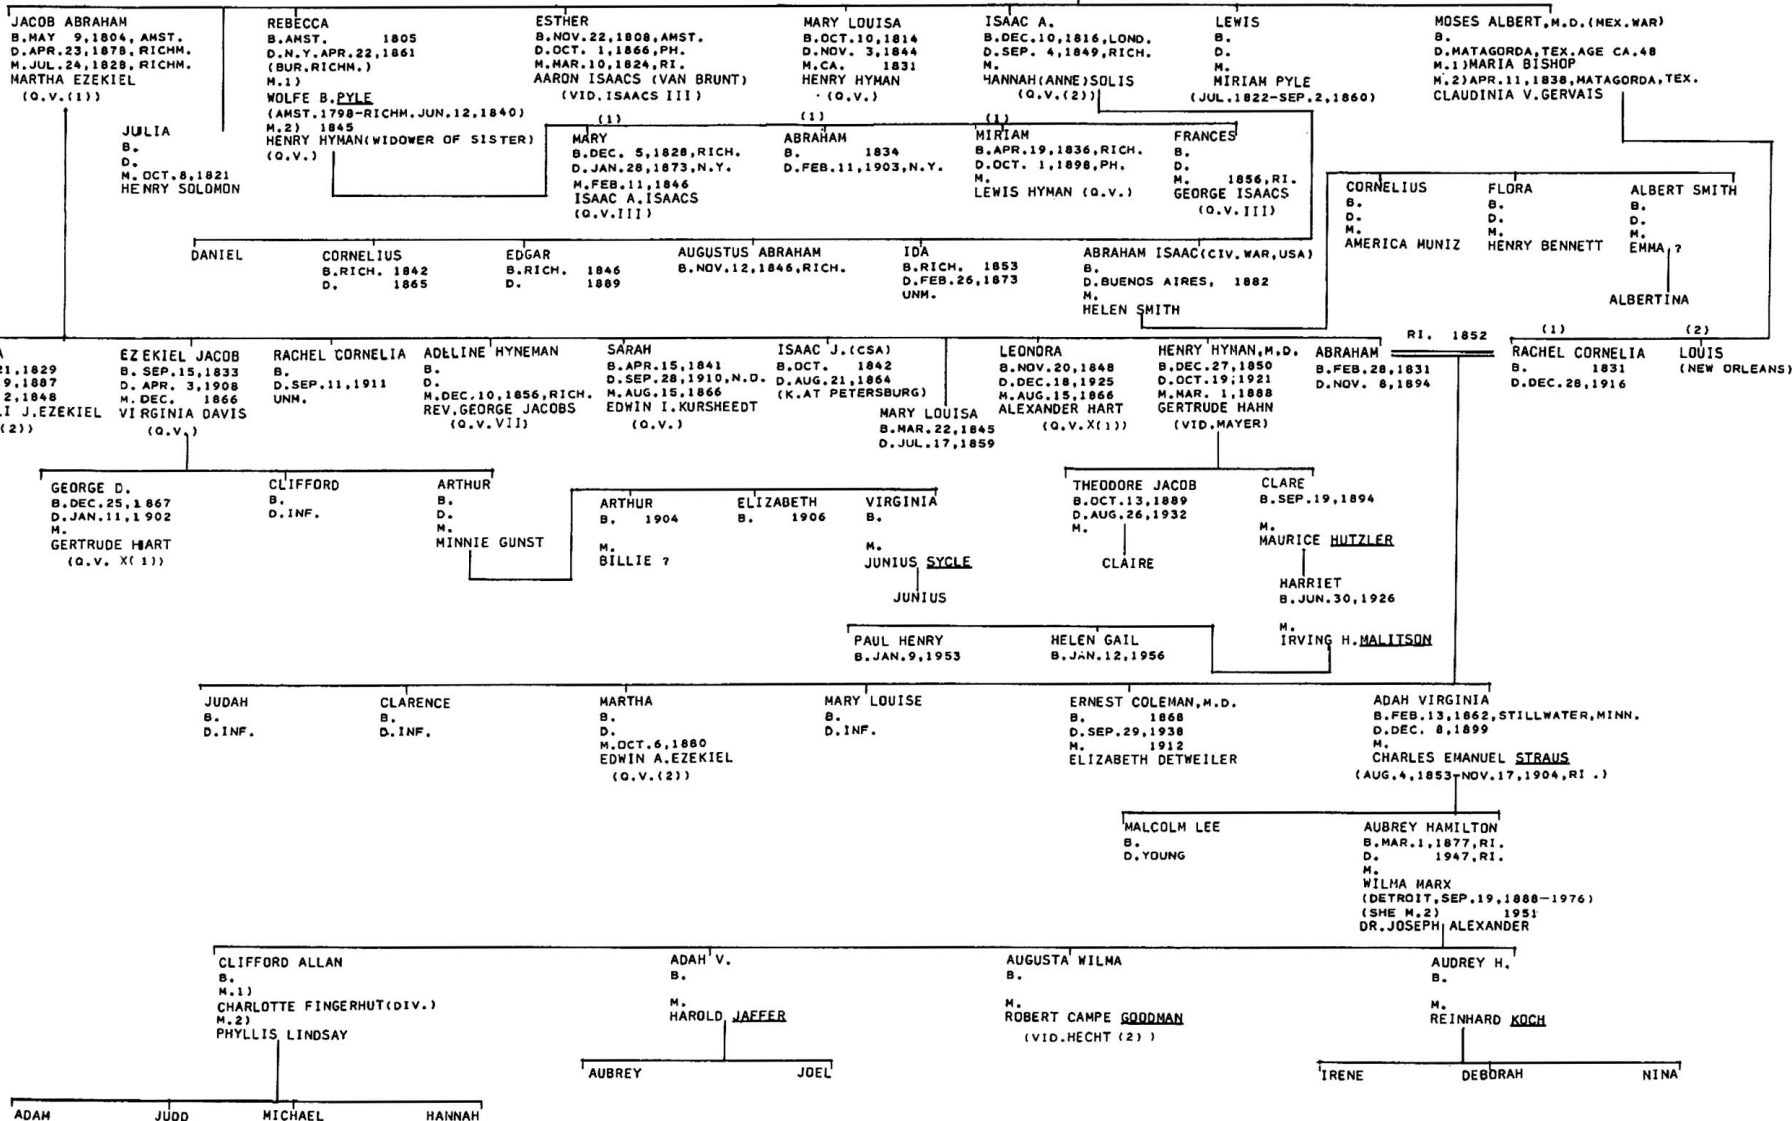 JACOB ABRAHAM
B.MAY 9,1804, AMST.
D.APR.23,1878, RICHM.
M.JUL.24,1828, RICHM.
MARTHA EZEKIEL
(Q.V.(1))
REBECCA
B.AMST. 1805
D.N.Y.APR.22,1861
(BUR.RICHM.)
M.1)
WOLFE B.PYLE
(AMST.1798-RICHM.JUN.12,1840)
M.2) 1845
HENRY HYMAN(WIDOWER OF SISTER)
(Q.V.)
ESTHER
B.NOV.22,1808,AMST.
D.OCT. 1,1866,PH.
M.MAR.10,1824,RI.
AARON ISAACS (VAN BRUNT)
(VID.ISAACS III)
MARY LOUISA
B.OCT.10,1814
D.NOV. 3,1844
M.CA. 1831
HENRY HYMAN
(Q.V.)
ISAAC A.
B.DEC.10,1816,LOND.
D.SEP. 4,1849,RICH.
M.
HANNAH(ANNE)SOLIS
(Q.V.(2))
LEWIS
B.
D.
M.
MIRIAM PYLE
(JUL.1822-SEP.2,1860)
MOSES ALBERT,M.D.(MEX.WAR)
B.
D.MATAGORDA,TEX.AGE CA.48
M.1)MARIA BISHOP
M.2)APR.11,1838,MATAGORDA,TEX.
CLAUDINIA V.GERVAIS
JULIA
B.
D.
M.OCT.8,1821
HENRY SOLOMON
(1)
MARY
B.DEC. 5,1828,RICH.
D.JAN.28,1873,N.Y.
M.FEB.11,1846
ISAAC A.ISAACS
(Q.V.III)
(1)
ABRAHAM
B. 1834
D.FEB.11,1903,N.Y.
(1)
MIRIAM
B.APR.19,1836,RICH.
D.OCT. 1,1898,PH.
M.
LEWIS HYMAN (Q.V.)
FRANCES
B.
D.
M. 1856,RI.
GEORGE ISAACS
(Q.V.III)
CORNELIUS
B.
D.
M.
AMERICA MUNIZ
FLORA
B.
D.
M.
HENRY BENNETT
ALBERT SMITH
B.
D.
M.
EMMA ?
ALBERTINA
DANIEL
CORNELIUS
B.RICH. 1842
D. 1865
EDGAR
B.RICH. 1846
D. 1889
AUGUSTUS ABRAHAM
B.NOV.12,1846,RICH.
IDA
B.RICH. 1853
D.FEB.26,1873
UNM.
ABRAHAM ISAAC(CIV.WAR,USA)
B.
D.BUENOS AIRES, 1882
M.
HELEN SMITH
A
21,1829
9,1887
2,1848
I J.EZEKIEL
(2))
EZEKIEL JACOB
B. SEP.15,1833
D. APR. 3,1908
M. DEC. 1866
VIRGINIA DAVIS
(Q.V.)
RACHEL CORNELIA
B.
D.SEP.11,1911
UNM.
ADELINE HYNEMAN
B.
D.
M.DEC.10,1856,RICH.
REV.GEORGE JACOBS
(Q.V.VII)
SARAH
B.APR.15,1841
D.SEP.28,1910,N.O.
M.AUG.15,1866
EDWIN I.KURSHEEDT
(Q.V.)
ISAAC J.(CSA)
B.OCT. 1842
D.AUG.21,1864
(K.AT PETERSBURG)
MARY LOUISA
B.MAR.22,1845
D.JUL.17,1859
LEONORA
B.NOV.20,1848
D.DEC.18,1925
M.AUG.15,1866
ALEXANDER HART
(Q.V.X(1))
HENRY HYMAN,M.D.
B.DEC.27,1850
D.OCT.19,1921
M.MAR. 1,1888
GERTRUDE HAHN
(VID.MAYER)
ABRAHAM
B.FEB.28,1831
D.NOV. 8,1894
RI. 1852
(1)
RACHEL CORNELIA
B. 1831
D.DEC.28,1916
(2)
LOUIS
(NEW ORLEANS)
GEORGE D.
B.DEC.25,1867
D.JAN.11,1902
M.
GERTRUDE HART
(Q.V. X(1))
CLIFFORD
B.
D.INF.
ARTHUR
B.
D.
M.
MINNIE GUNST
ARTHUR
B. 1904
M.
BILLIE ?
ELIZABETH
B. 1906
VIRGINIA
B.
M.
JUNIUS SYCLE
JUNIUS
THEODORE JACOB
B.OCT.13,1889
D.AUG.26,1932
M.
CLAIRE
CLARE
B.SEP.19,1894
M.
MAURICE HUTZLER
HARRIET
B.JUN.30,1926
M.
IRVING H.MALITSON
PAUL HENRY
B.JAN.9,1953
HELEN GAIL
B.JAN.12,1956
JUDAH
B.
D.INF.
CLARENCE
B.
D.INF.
MARTHA
B.
D.
M.OCT.6,1880
EDWIN A.EZEKIEL
(Q.V.(2))
MARY LOUISE
B.
D.INF.
ERNEST COLEMAN,M.D.
B. 1868
D.SEP.29,1938
M. 1912
ELIZABETH DETWEILER
ADAH VIRGINIA
B.FEB.13,1862,STILLWATER,MINN.
D.DEC. 8,1899
M.
CHARLES EMANUEL STRAUS
(AUG.4,1853-NOV.17,1904,RI .)
MALCOLM LEE
B.
D.YOUNG
AUBREY HAMILTON
B.MAR.1,1877,RI.
D. 1947,RI.
M.
WILMA MARX
(DETROIT,SEP.19,1888-1976)
(SHE M.2) 1951
DR.JOSEPH ALEXANDER
CLIFFORD ALLAN
B.
M.1)
CHARLOTTE FINGERHUT(DIV.)
M.2)
PHYLLIS LINDSAY
ADAH V.
B.
M.
HAROLD JAFFER
AUGUSTA WILMA
B.
M.
ROBERT CAMPE GOODMAN
(VID.HECHT (2) )
AUDREY H.
B.
M.
REINHARD KOCH
AUBREY
JOEL
IRENE
DEBORAH
NINA
ADAM
JUDD
MICHAEL
HANNAH